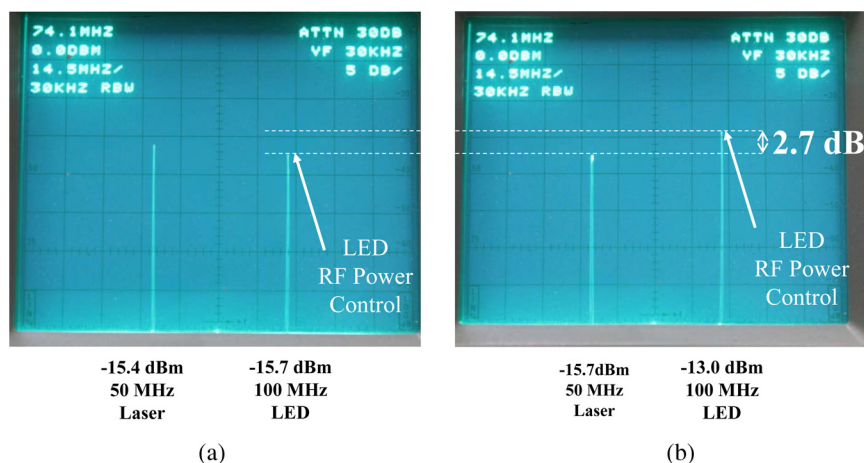 74.1MHZ
0.0DBM
14.5MHZ/
30KHZ RBW
ATTN 30DB
VF 30KHZ
5 DB/
LED
RF Power
Control
-15.4 dBm
50 MHz
Laser
-15.7 dBm
100 MHz
LED
(a)
74.1MHZ
0.0DBM
14.5MHZ/
30KHZ RBW
ATTN 30DB
VF 30KHZ
5 DB/
2.7 dB
LED
RF Power
Control
-15.7dBm
50 MHz
Laser
-13.0 dBm
100 MHz
LED
(b)